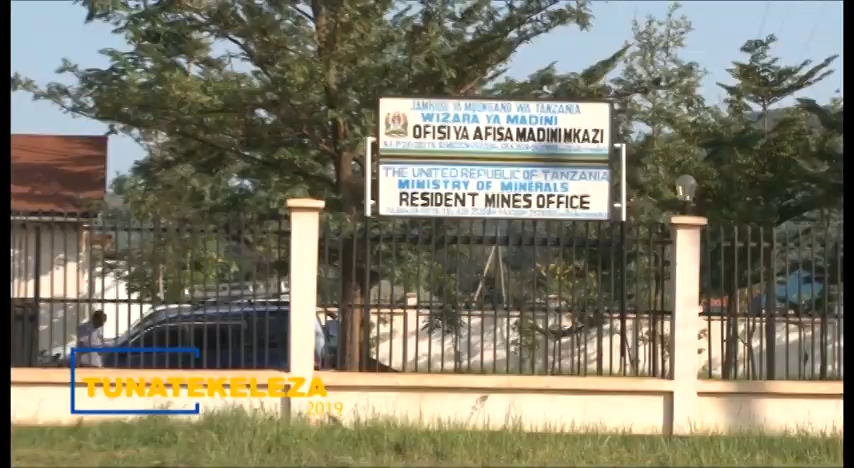 JAMHURI YA MUUNGANO WA TANZANIA
WIZARA YA MADINI
OFISI YA AFISA MADINI MKAZI
THE UNITED REPUBLIC OF TANZANIA
MINISTRY OF MINERALS
RESIDENT MINES OFFICE
TUNATEKELEZA
2019